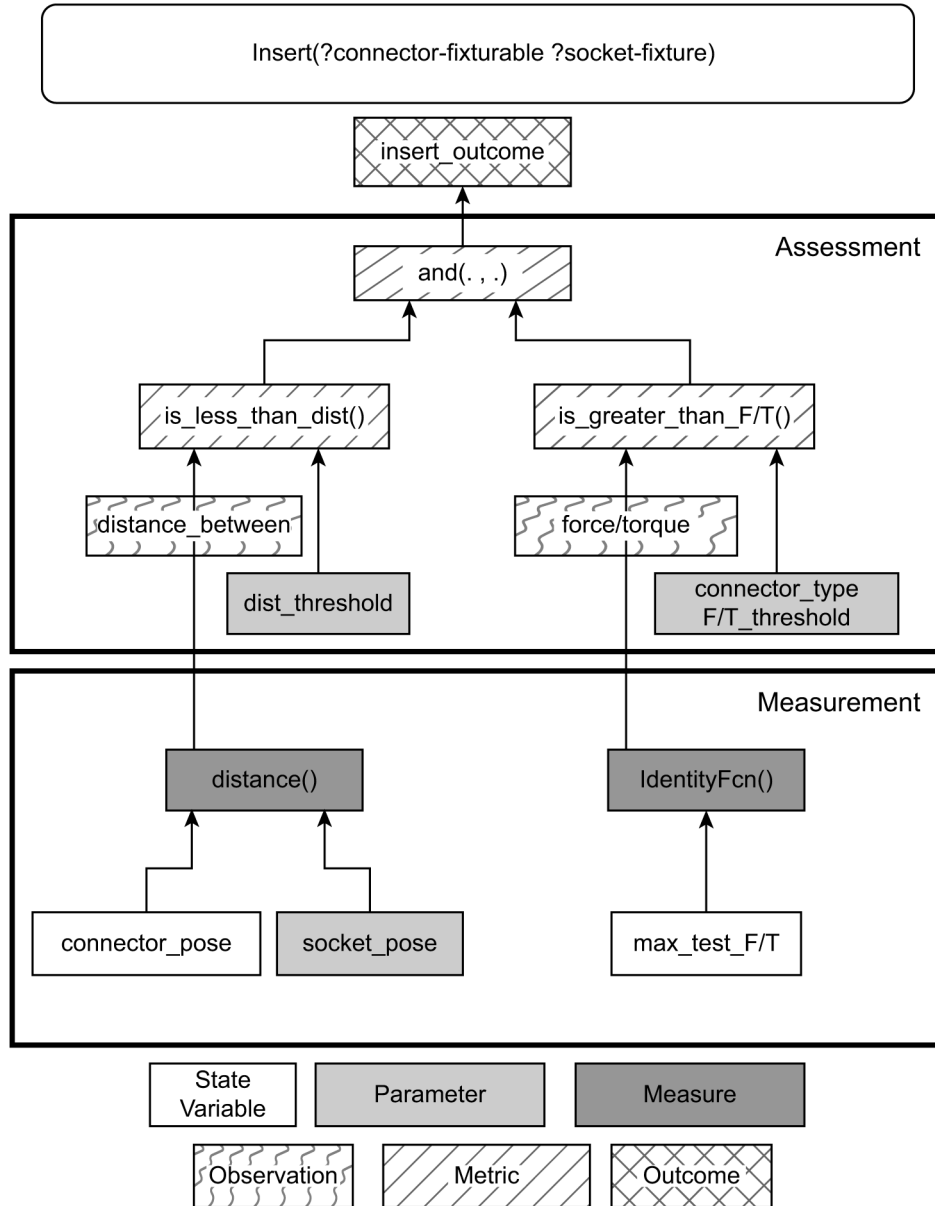 Insert(?connector-fixturable ?socket-fixture)
insert_outcome
Assessment
and(. , .)
is_less_than_dist()
is_greater_than_F/T()
distance_between
force/torque
dist_threshold
connector_type
F/T_threshold
Measurement
distance()
IdentityFcn()
connector_pose
socket_pose
max_test_F/T
State
Variable
Parameter
Measure
Observation
Metric
Outcome